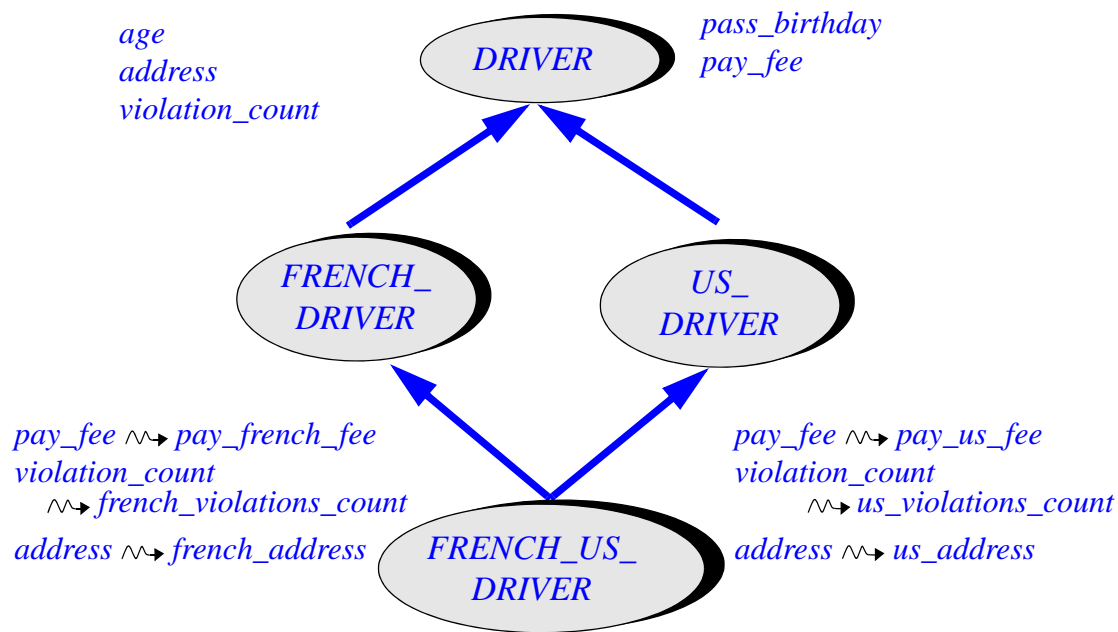 age
address
violation_count
DRIVER
pass_birthday
pay_fee
FRENCH_
DRIVER
US_
DRIVER
pay_fee pay_french_fee
violation_count
french_violations_count
address french_address
pay_fee pay_us_fee
violation_count
us_violations_count
address us_address
FRENCH_US_
DRIVER